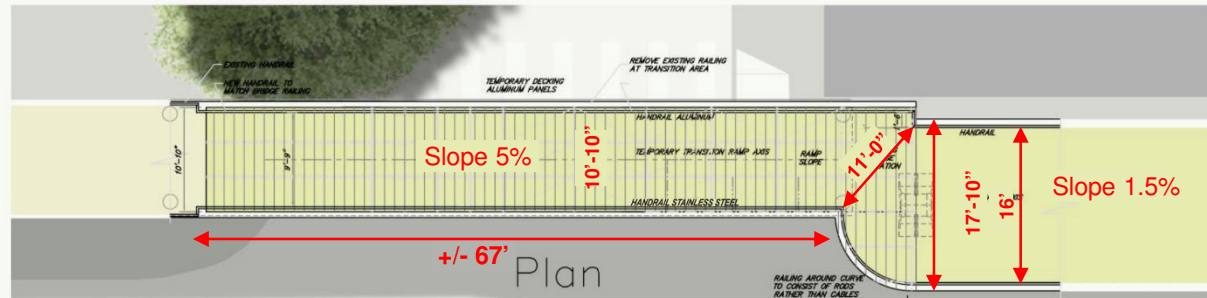 EXISTING HANDRAIL
NEW HANDRAIL TO
MATCH BRIDGE RAILING
TEMPORARY DECKING
ALUMINUM PANELS
REMOVE EXISTING RAILING
AT TRANSITION AREA
HANDRAIL ALUMINUM
HANDRAIL
10'-10"
9'-9"
Slope 5%
10'-10"
TEMPORARY TRANSITION RAMP AXIS
RAMP
SLOPE
11'-0"
17'-10"
16'
Slope 1.5%
HANDRAIL STAINLESS STEEL
+/- 67'
Plan
RAILING AROUND CURVE
TO CONSIST OF RODS
RATHER THAN CABLES